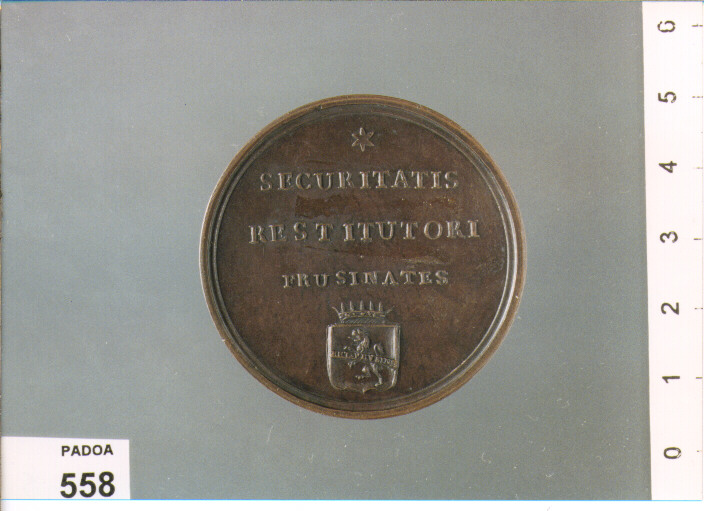 SECURITATIS
RESTITUTORI
FRUSINATES
PADOA
558
6
5
4
3
2
1
0